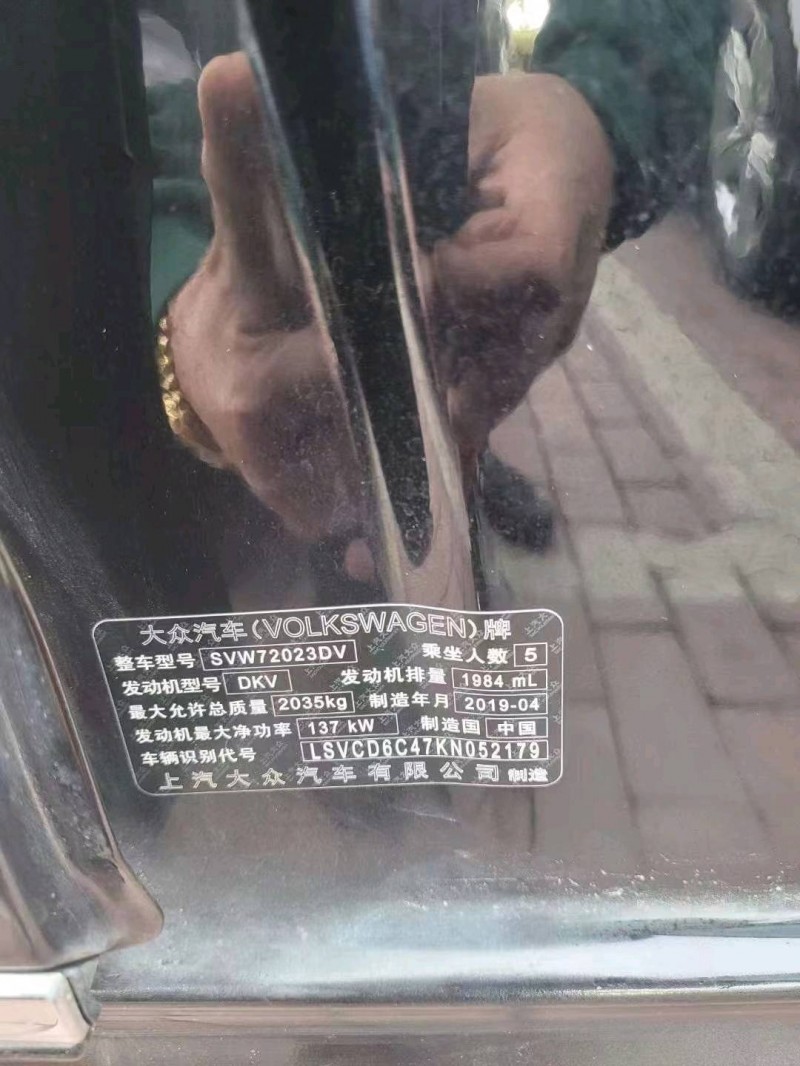 大众汽车(VOLKSWAGEN)牌
整车型号 SVW72023DV 乘坐人数 5
发动机型号 DKV 发动机排量 1984 mL
最大允许总质量 2035kg 制造年月 2019-04
发动机最大净功率 137 kW 制造国 中国
车辆识别代号 LSVCD6C47KN052179
上汽大众汽车有限公司 制造